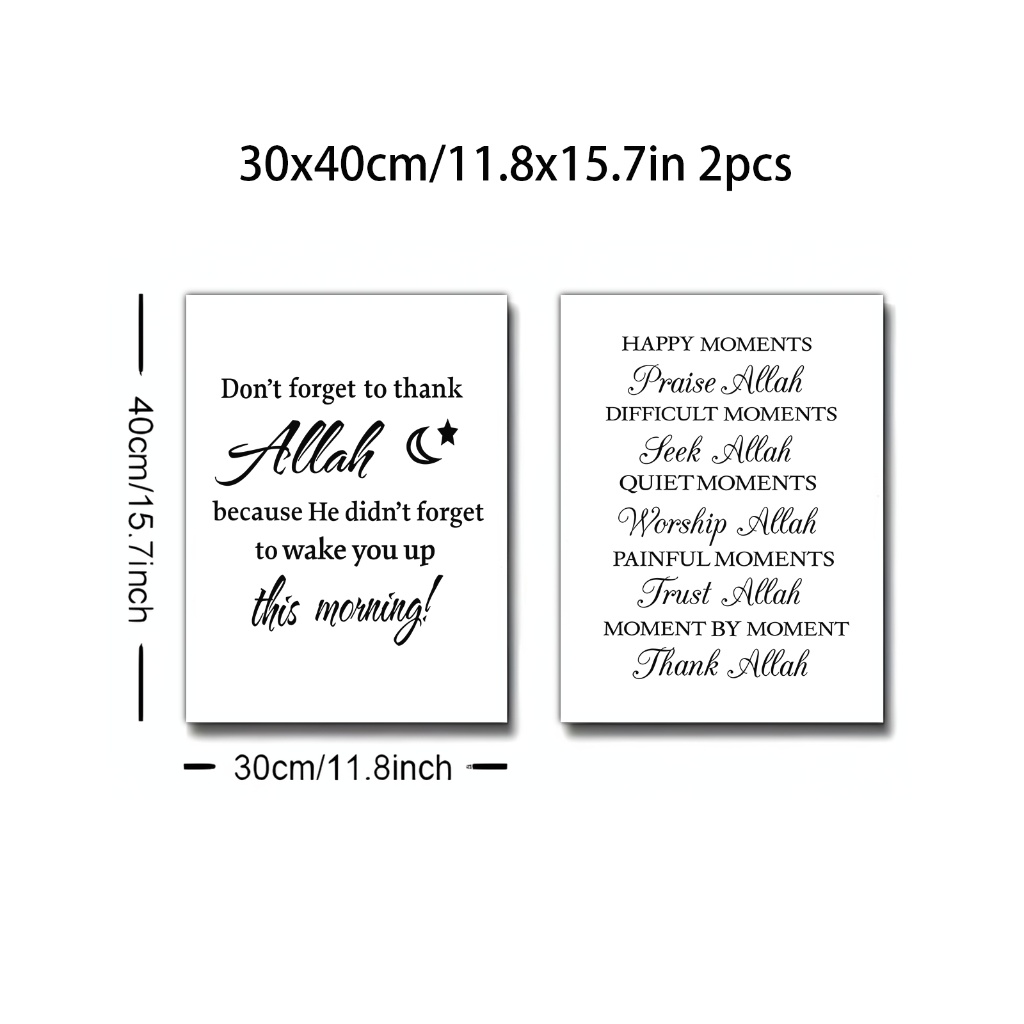 30x40cm/11.8x15.7in 2pcs
40cm/15.7inch
Don't forget to thank
Allah
because He didn't forget
to wake you up
this morning!
30cm/11.8inch
HAPPY MOMENTS
Praise Allah
DIFFICULT MOMENTS
Seek Allah
QUIET MOMENTS
Worship Allah
PAINFUL MOMENTS
Trust Allah
MOMENT BY MOMENT
Thank Allah